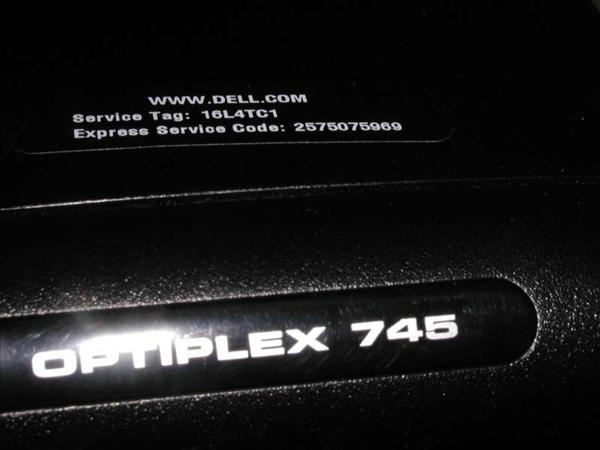 WWW.DELL.COM
Service Tag: 16L4TC1
Express Service Code: 2575075969
OPTIPLEX 745